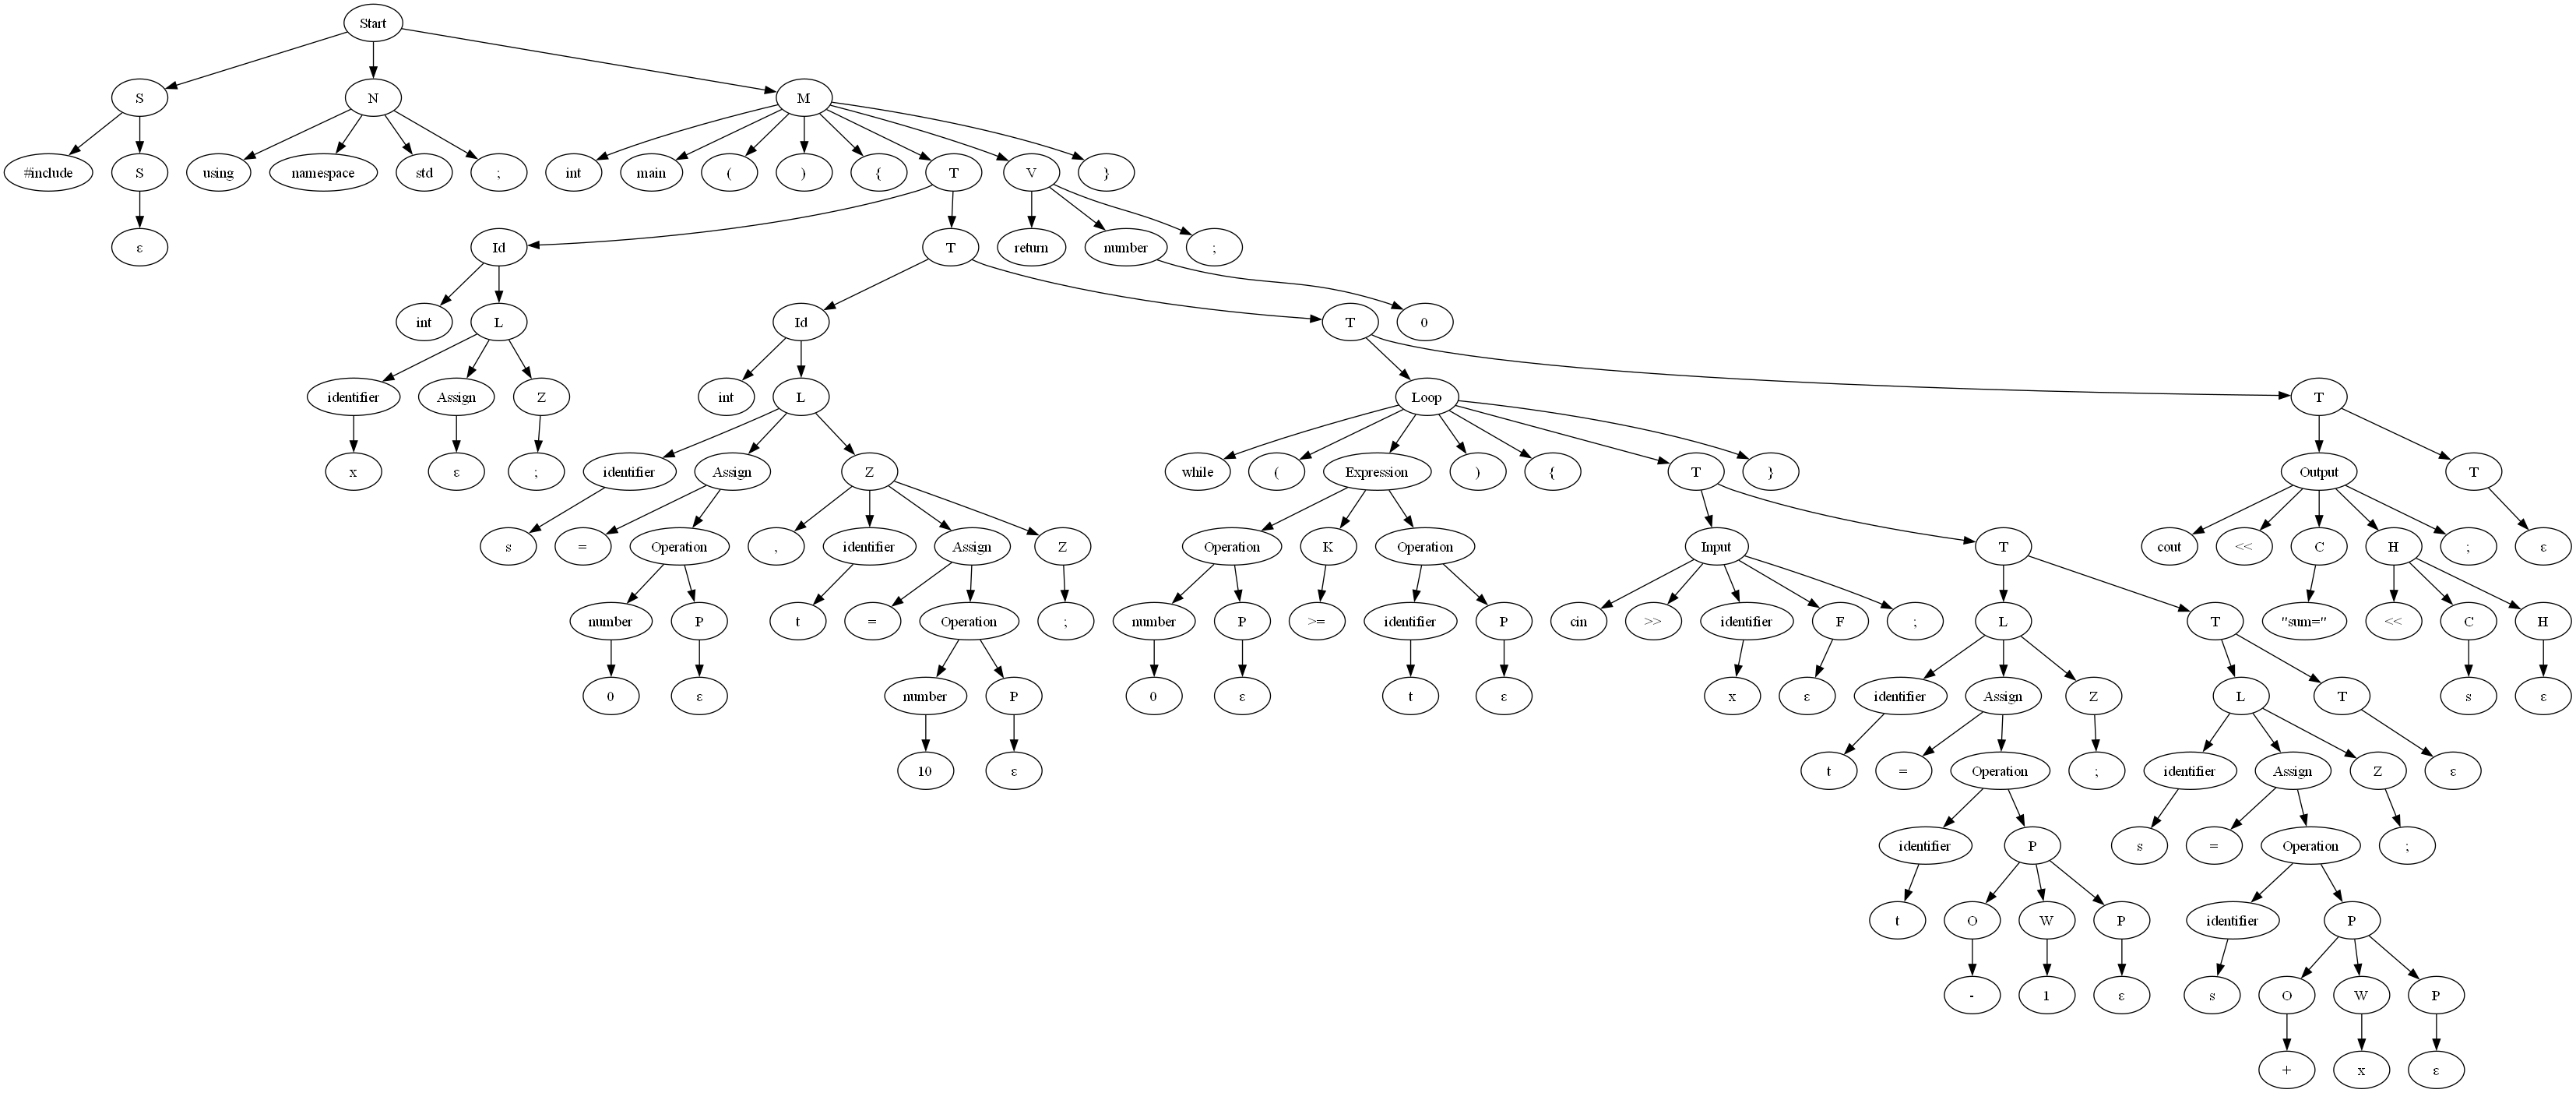 Start
S N M
#include S using namespace std ; int main ( ) { T V }
ε Id T return number ;
int L Id T 0
identifier Assign Z int L Loop T
x ε ; identifier Assign Z while ( Expression ) { T } Output T
s = Operation , identifier Assign Z Operation K Operation Input T cout << C H ; ε
number P t = Operation ; number P >= identifier P cin >> identifier F ; L T "sum=" << C H
0 ε number P 0 ε t ε x ε identifier Assign Z L T s ε
10 ε t = Operation ; identifier Assign Z ε
identifier P s = Operation ;
t O W P identifier P
- 1 ε s O W P
+ x ε